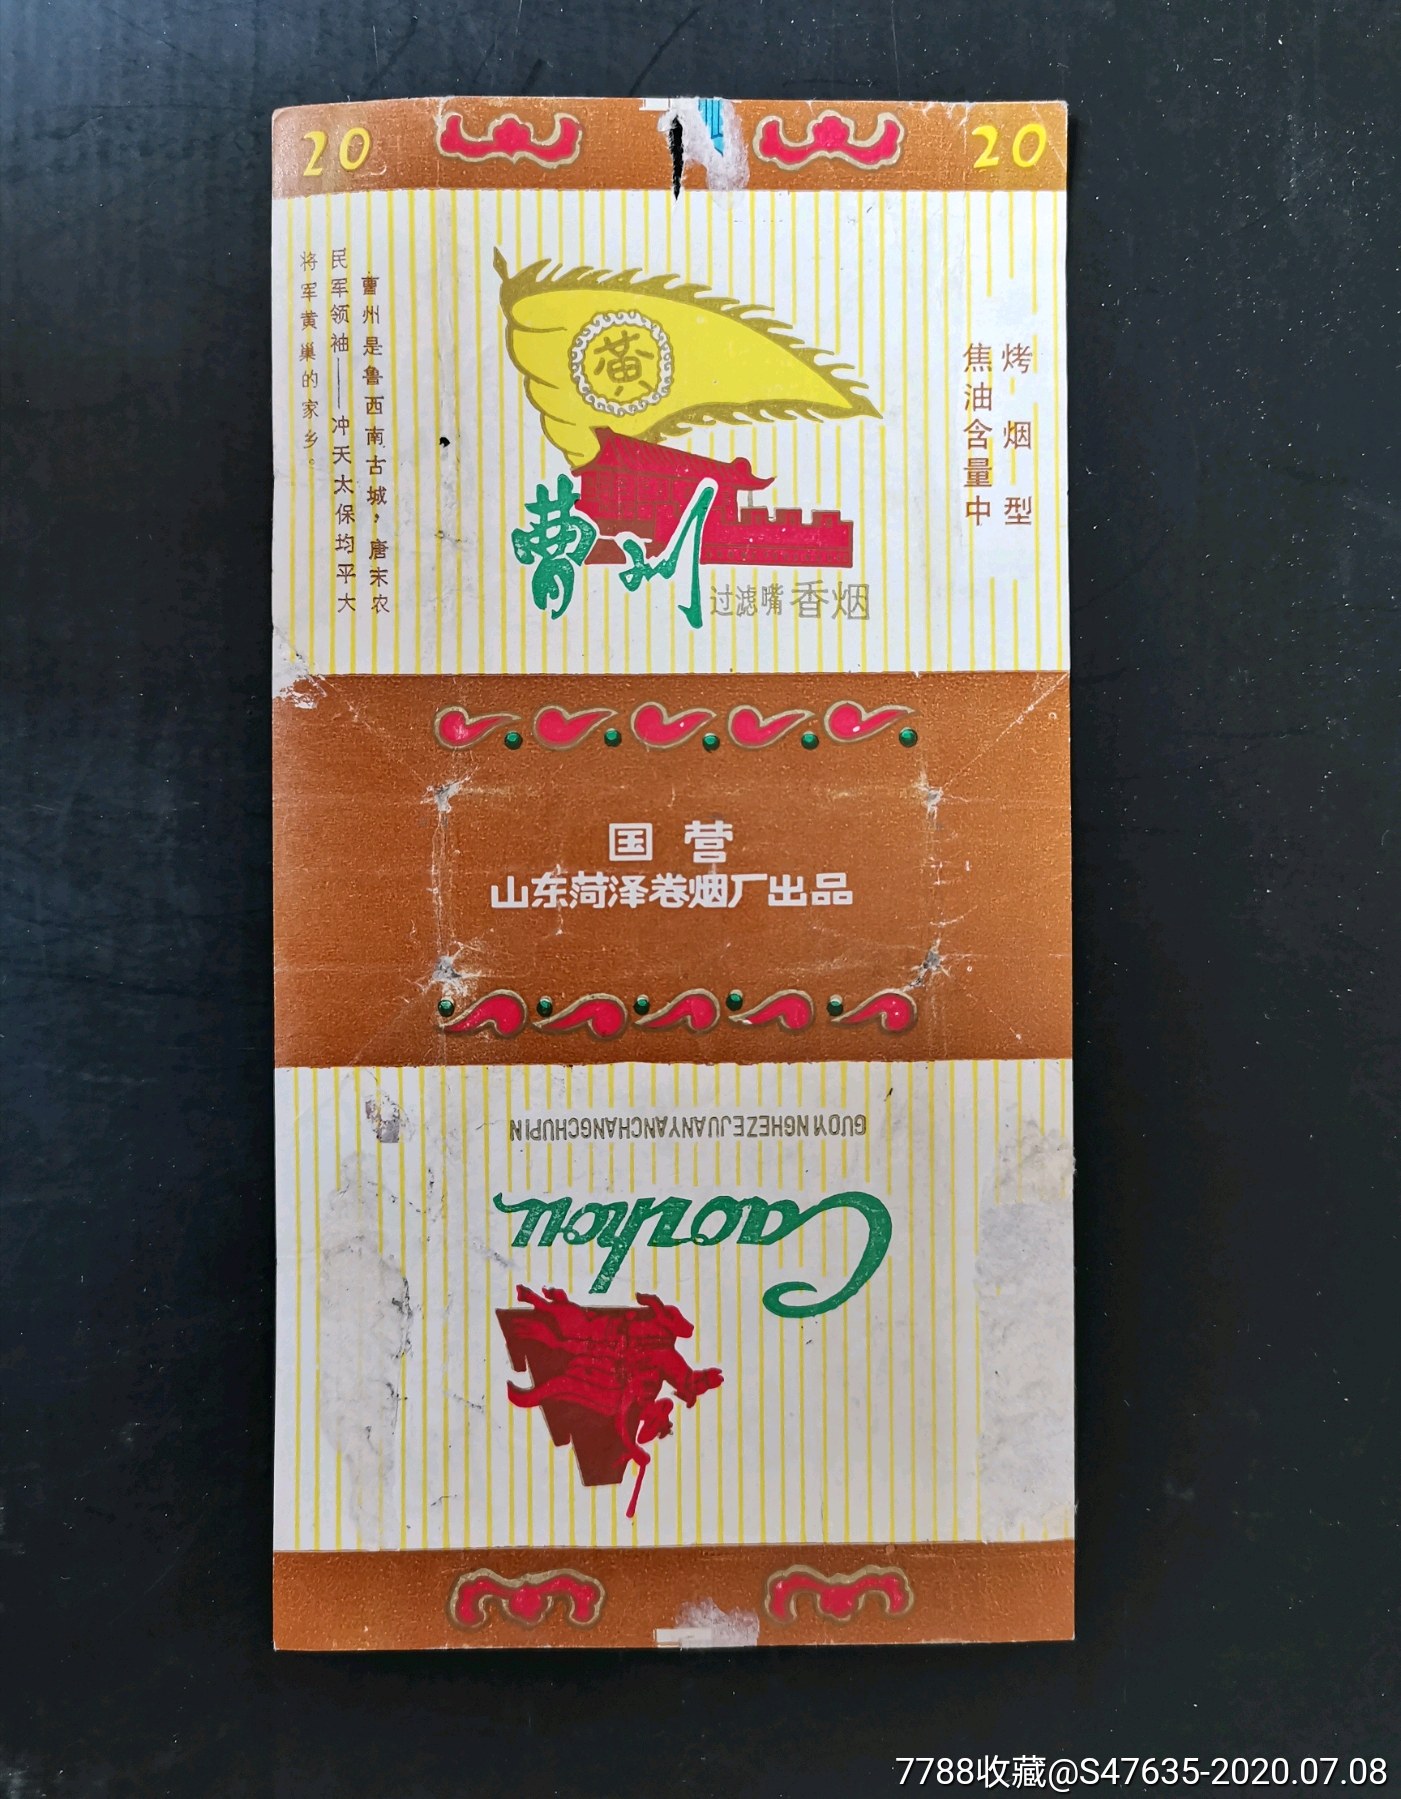 20
20
曹州是鲁西南古城，唐末农
民军领袖——冲天太保均平大
将军黄巢的家乡。
黄
曹州
过滤嘴香烟
烤烟型
焦油含量中
国营
山东菏泽卷烟厂出品
GUOYINGHEZEJUANYANCHANGCHUPIN
Caozhou
7788收藏@S47635-2020.07.08